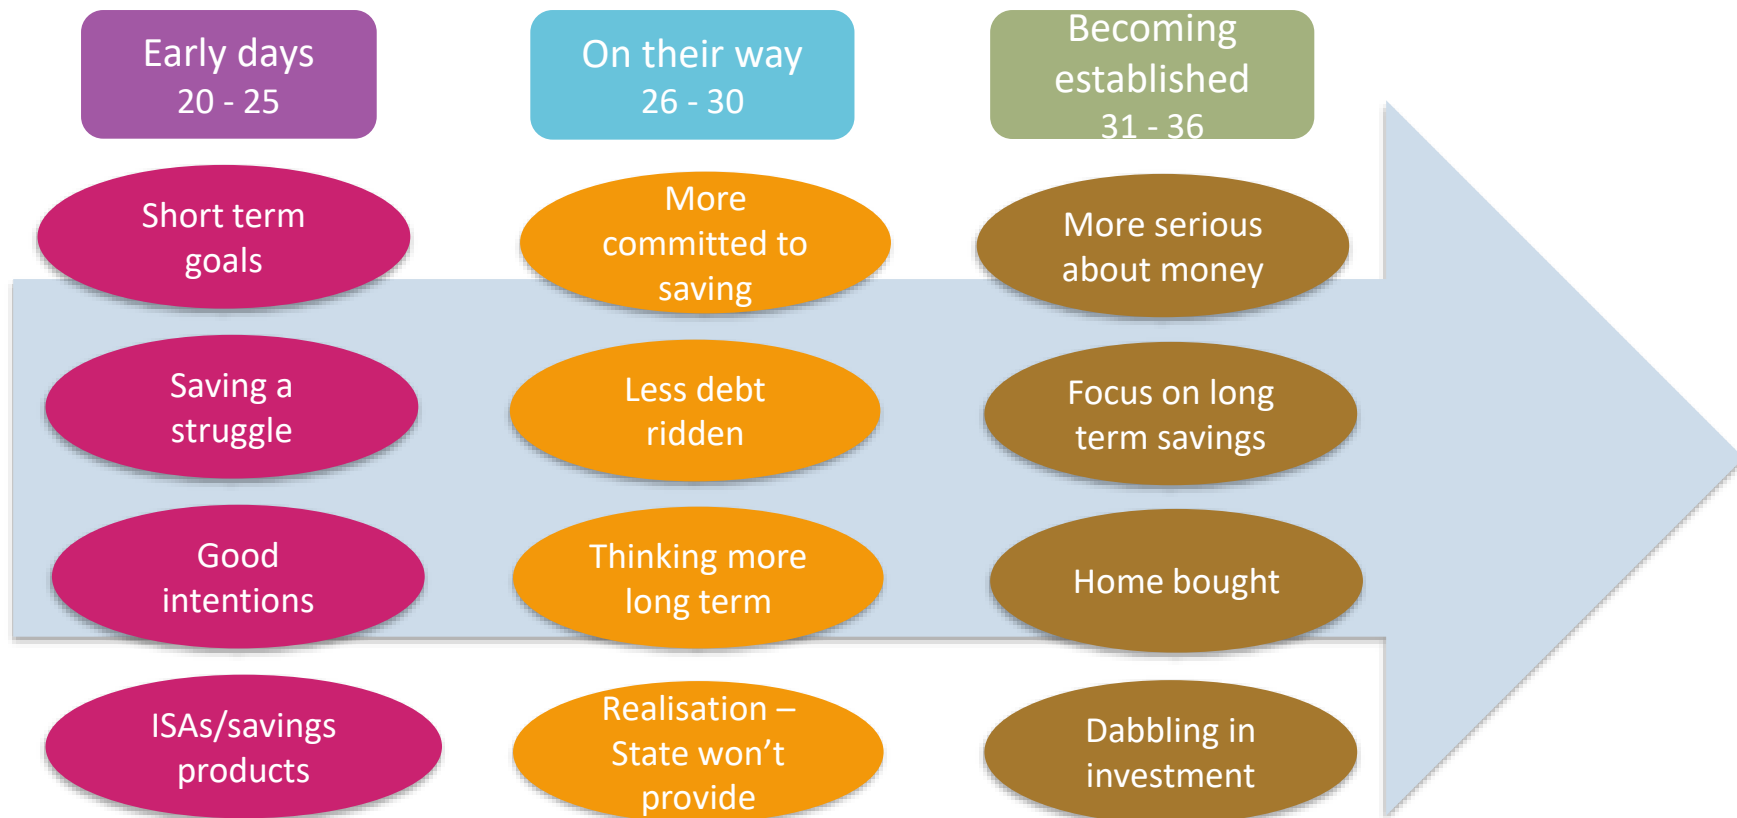 Early days
20 - 25
On their way
26 - 30
Becoming
established
31 - 36
Short term
goals
More
committed to
saving
More serious
about money
Saving a
struggle
Less debt
ridden
Focus on long
term savings
Good
intentions
Thinking more
long term
Home bought
ISAs/savings
products
Realisation –
State won’t
provide
Dabbling in
investment